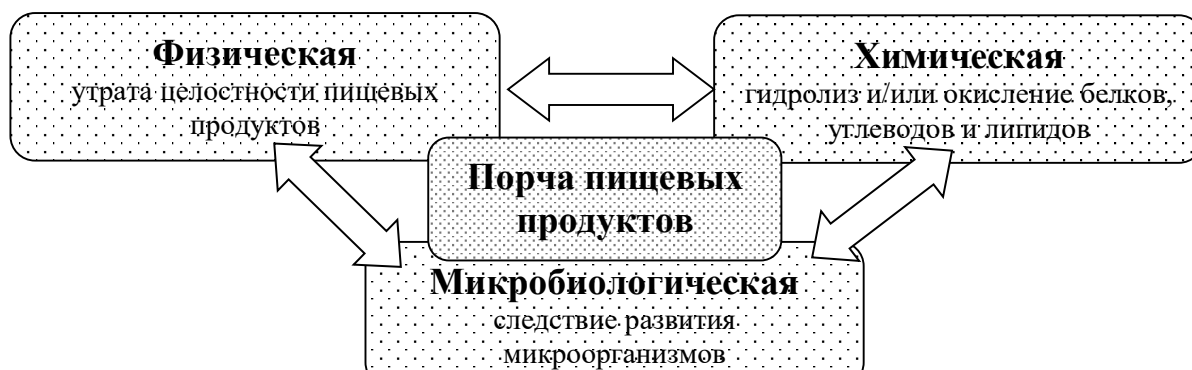 Физическая
утрата целостности пищевых
продуктов
Химическая
гидролиз и/или окисление белков,
углеводов и липидов
Порча пищевых
продуктов
Микробиологическая
следствие развития
микроорганизмов